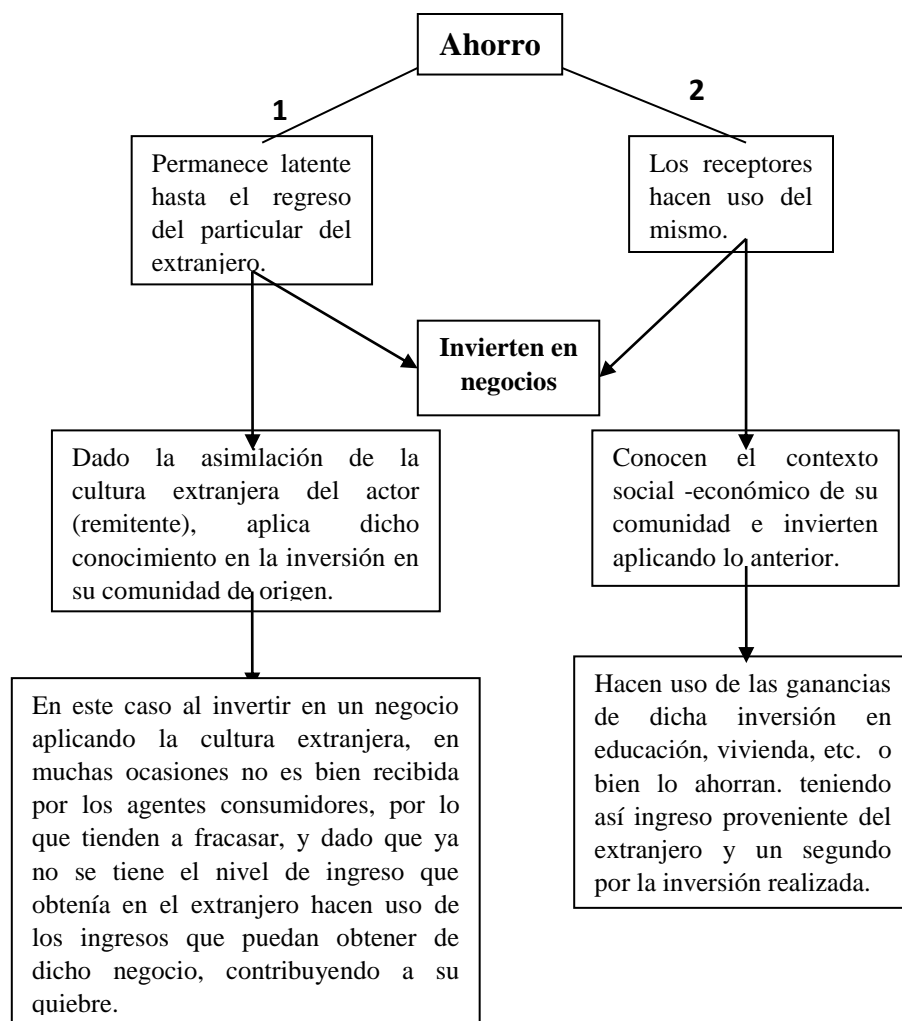 Ahorro
1
2
Permanece latente
hasta el regreso
del particular del
extranjero.
Los receptores
hacen uso del
mismo.
Invierten en
negocios
Dado la asimilación de la
cultura extranjera del actor
(remitente), aplica dicho
conocimiento en la inversión en
su comunidad de origen.
Conocen el contexto
social -económico de su
comunidad e invierten
aplicando lo anterior.
En este caso al invertir en un negocio
aplicando la cultura extranjera, en
muchas ocasiones no es bien recibida
por los agentes consumidores, por lo
que tienden a fracasar, y dado que ya
no se tiene el nivel de ingreso que
obtenía en el extranjero hacen uso de
los ingresos que puedan obtener de
dicho negocio, contribuyendo a su
quiebre.
Hacen uso de las ganancias
de dicha inversión en
educación, vivienda, etc. o
bien lo ahorran. teniendo
así ingreso proveniente del
extranjero y un segundo
por la inversión realizada.